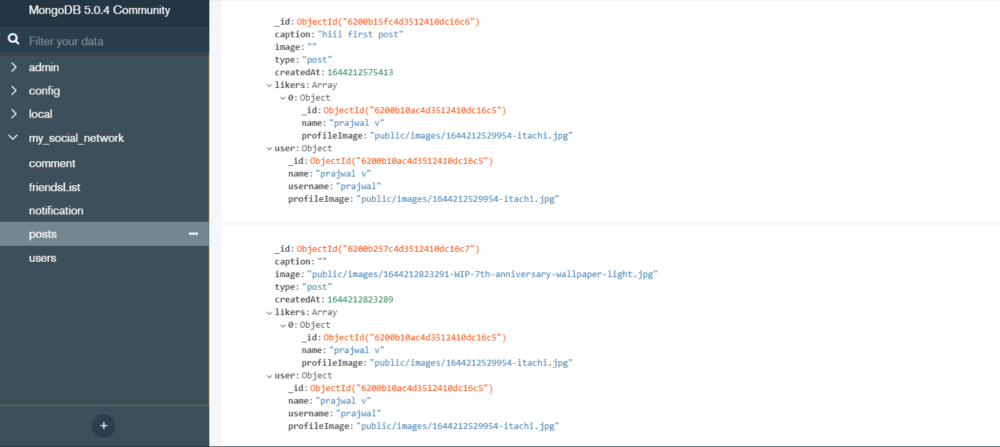 MongoDB 5.0.4 Community
Filter your data
admin
config
local
my_social_network
comment
friendsList
notification
posts
users
+
_id: ObjectId("6200b15fc4d3512410dc16c6")
caption: "hiii first post"
image: ""
type: "post"
createdAt: 1644212575413
likers: Array
0: Object
_id: ObjectId("6200b10ac4d3512410dc16c5")
name: "prajwal v"
profileImage: "public/images/1644212529954-itachi.jpg"
user: Object
_id: ObjectId("6200b10ac4d3512410dc16c5")
name: "prajwal v"
username: "prajwal"
profileImage: "public/images/1644212529954-itachi.jpg"
_id: ObjectId("6200b257c4d3512410dc16c7")
caption: ""
image: "public/images/1644212823291-WIP-7th-anniversary-wallpaper-light.jpg"
type: "post"
createdAt: 1644212823289
likers: Array
0: Object
_id: ObjectId("6200b10ac4d3512410dc16c5")
name: "prajwal v"
profileImage: "public/images/1644212529954-itachi.jpg"
user: Object
_id: ObjectId("6200b10ac4d3512410dc16c5")
name: "prajwal v"
username: "prajwal"
profileImage: "public/images/1644212529954-itachi.jpg"